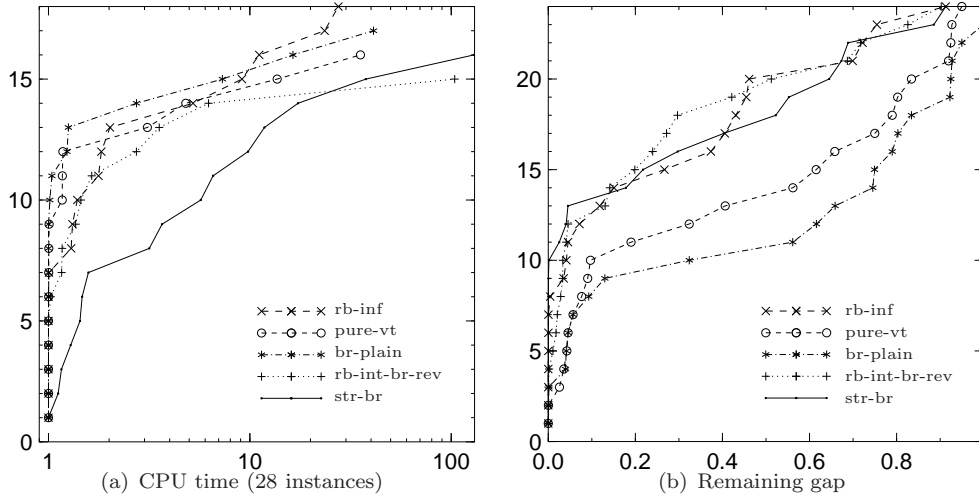 15
10
5
0
1
10
100
rb-inf
pure-vt
br-plain
rb-int-br-rev
str-br
(a) CPU time (28 instances)
20
15
10
5
0
0.0
0.2
0.4
0.6
0.8
rb-inf
pure-vt
br-plain
rb-int-br-rev
str-br
(b) Remaining gap